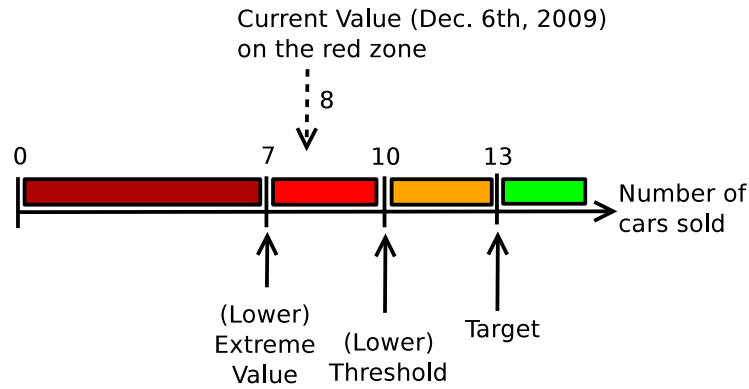 Current Value (Dec. 6th, 2009)
on the red zone
8
0
7
10
13
Number of
cars sold
(Lower)
Extreme
Value
(Lower)
Threshold
Target